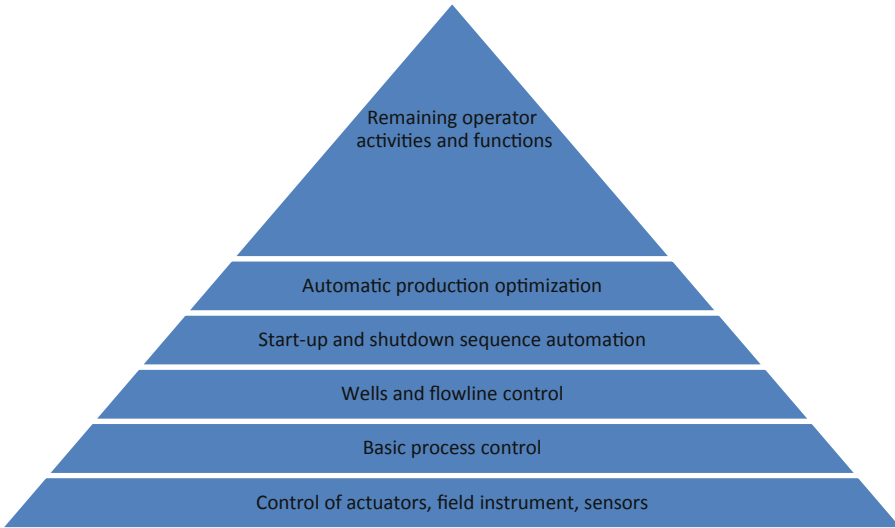 Remaining operator
activities and functions
Automatic production optimization
Start-up and shutdown sequence automation
Wells and flowline control
Basic process control
Control of actuators, field instrument, sensors